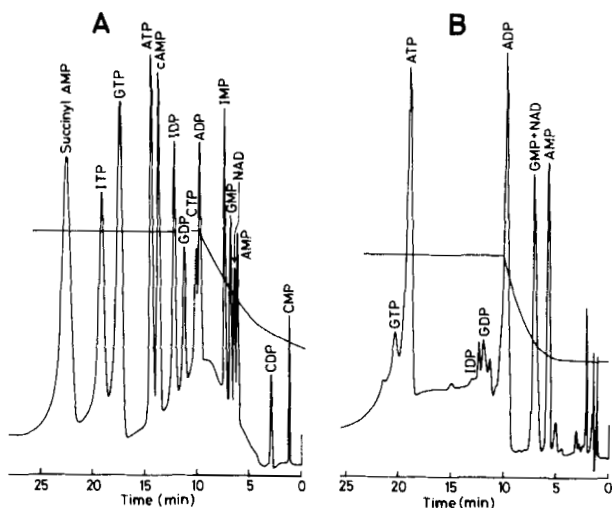 A
Succinyl AMP
ITP
GTP
ATP
cAMP
IDP
GDP
CTP
ADP
IMP
GMP
NAD
AMP
CDP
CMP
25 20 15 10 5 0
Time (min)
B
GTP
ATP
IDP
GDP
ADP
GMP + NAD
AMP
25 20 15 10 5 0
Time (min)